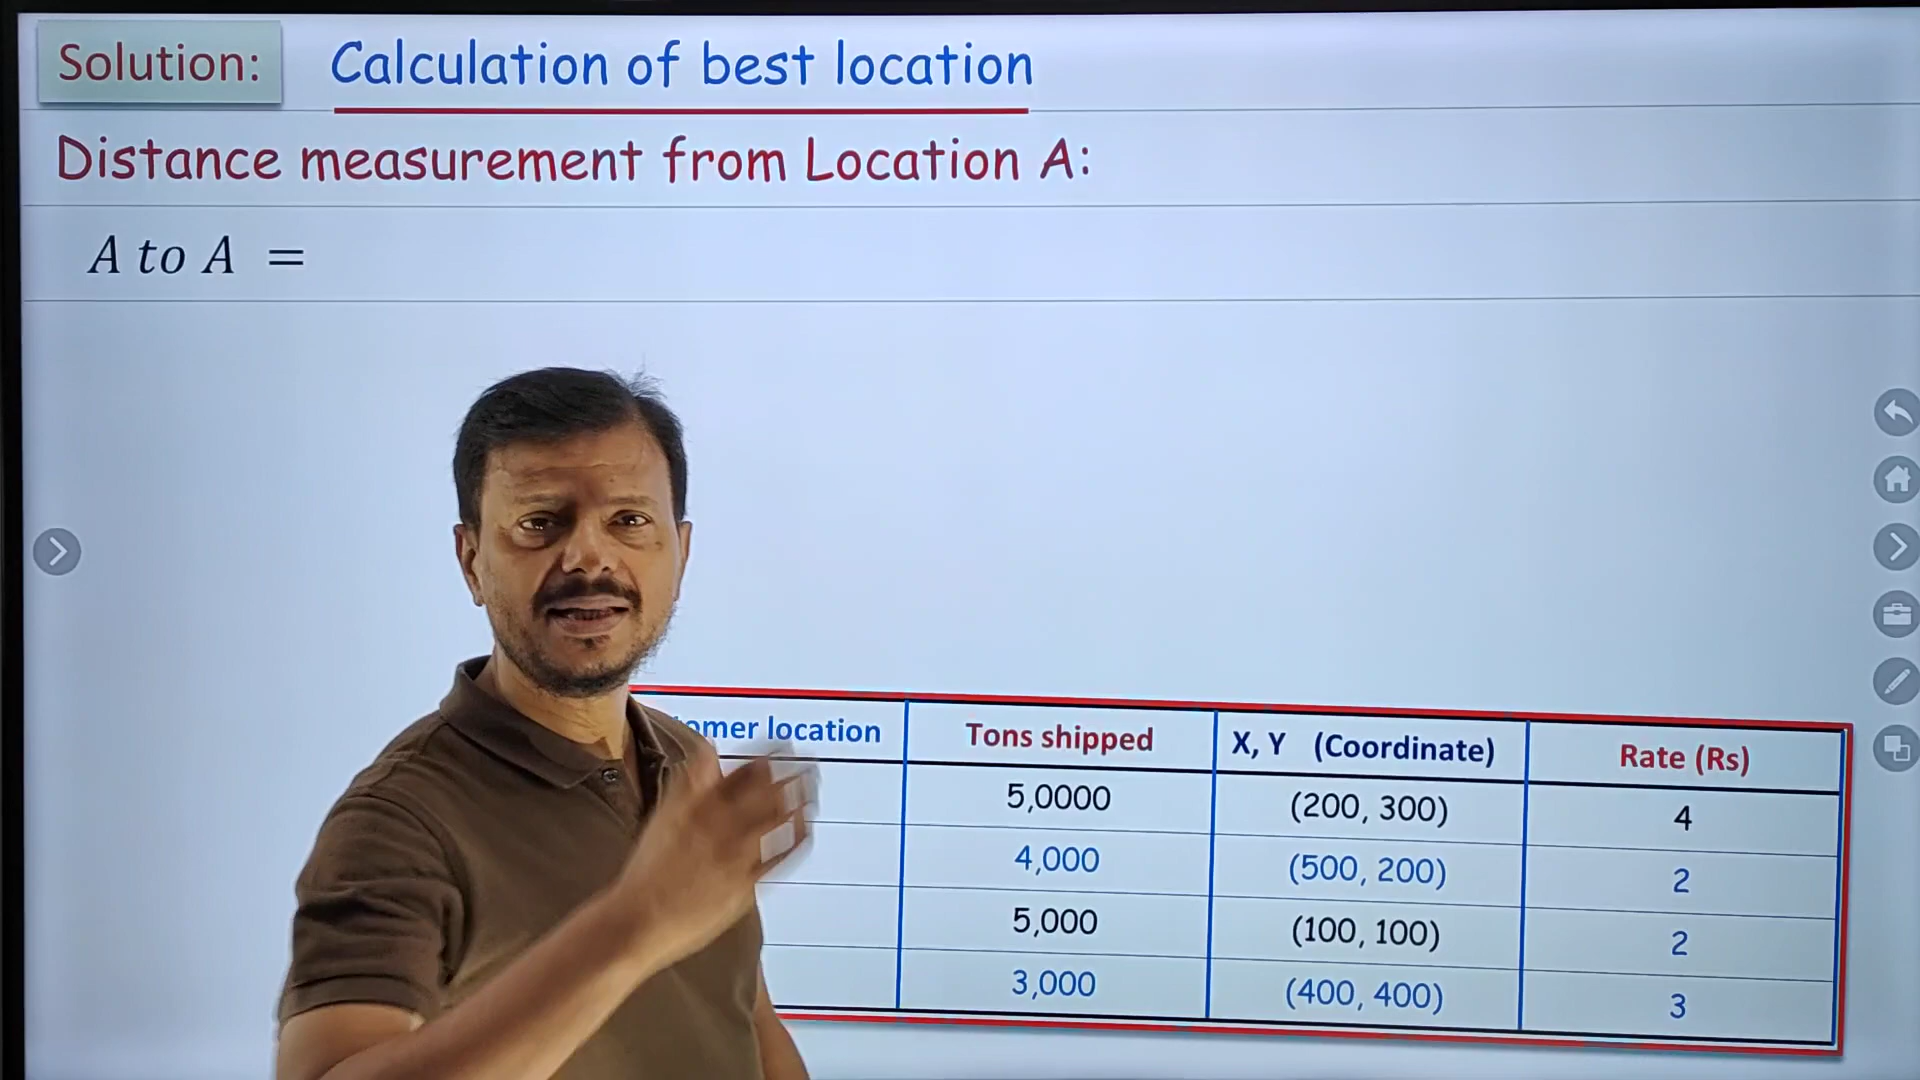 Solution: Calculation of best location
Distance measurement from Location A:
A to A =
location Tons shipped X, Y (Coordinate) Rate (Rs)
5,0000 (200, 300) 4
4,000 (500, 200) 2
5,000 (100, 100) 2
3,000 (400, 400) 3